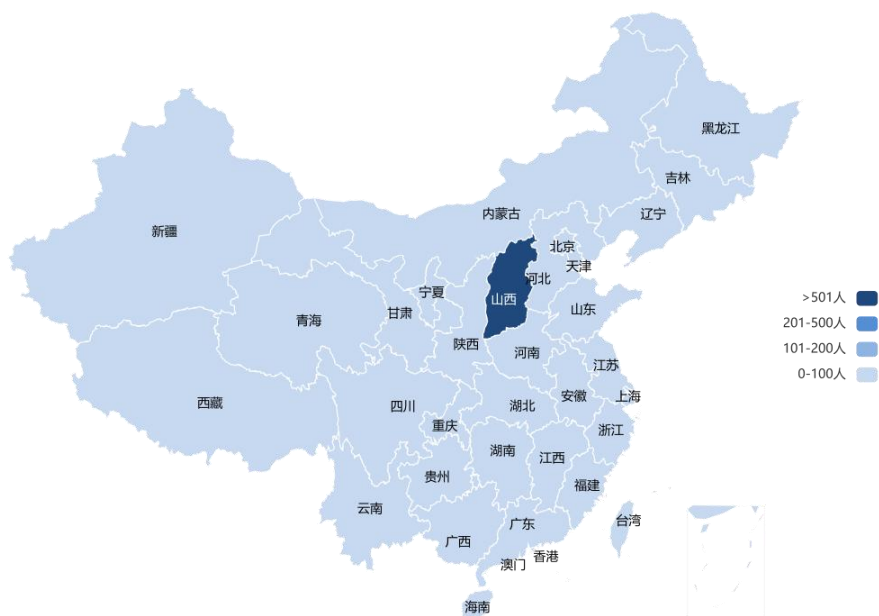 黑龙江
吉林
辽宁
内蒙古
新疆
北京
天津
河北
山西
宁夏
甘肃
青海
山东
陕西
河南
江苏
安徽
上海
西藏
四川
湖北
重庆
浙江
湖南
江西
贵州
福建
云南
广东
台湾
广西
香港
澳门
海南
>501人
201-500人
101-200人
0-100人